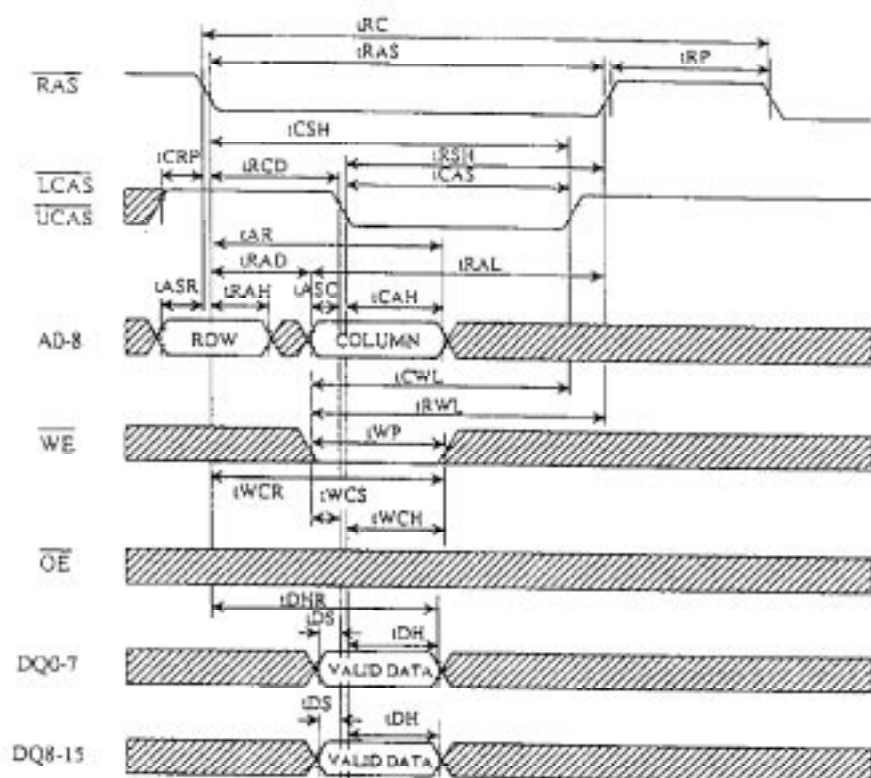 tRC
tRAS
tRP
RAS
tCSH
tCRP
tRCD
tRSH
LCAS
tCAS
UCAS
tAR
tRAD
tRAL
tASR
tRAH
tASC
tCAH
A0-8
ROW
COLUMN
tCWL
tRWL
WE
tWP
tWCR
tWCS
tWCH
OE
tDHR
tDS
tDH
DQ0-7
VALID DATA
tDS
tDH
DQ8-15
VALID DATA